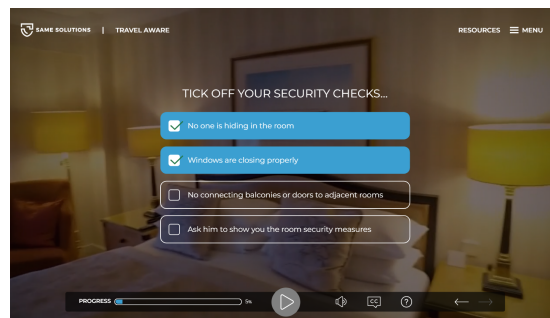 SAME SOLUTIONS | TRAVEL AWARE
RESOURCES MENU
TICK OFF YOUR SECURITY CHECKS...
No one is hiding in the room
Windows are closing properly
No connecting balconies or doors to adjacent rooms
Ask him to show you the room security measures
PROGRESS 5% CC ?